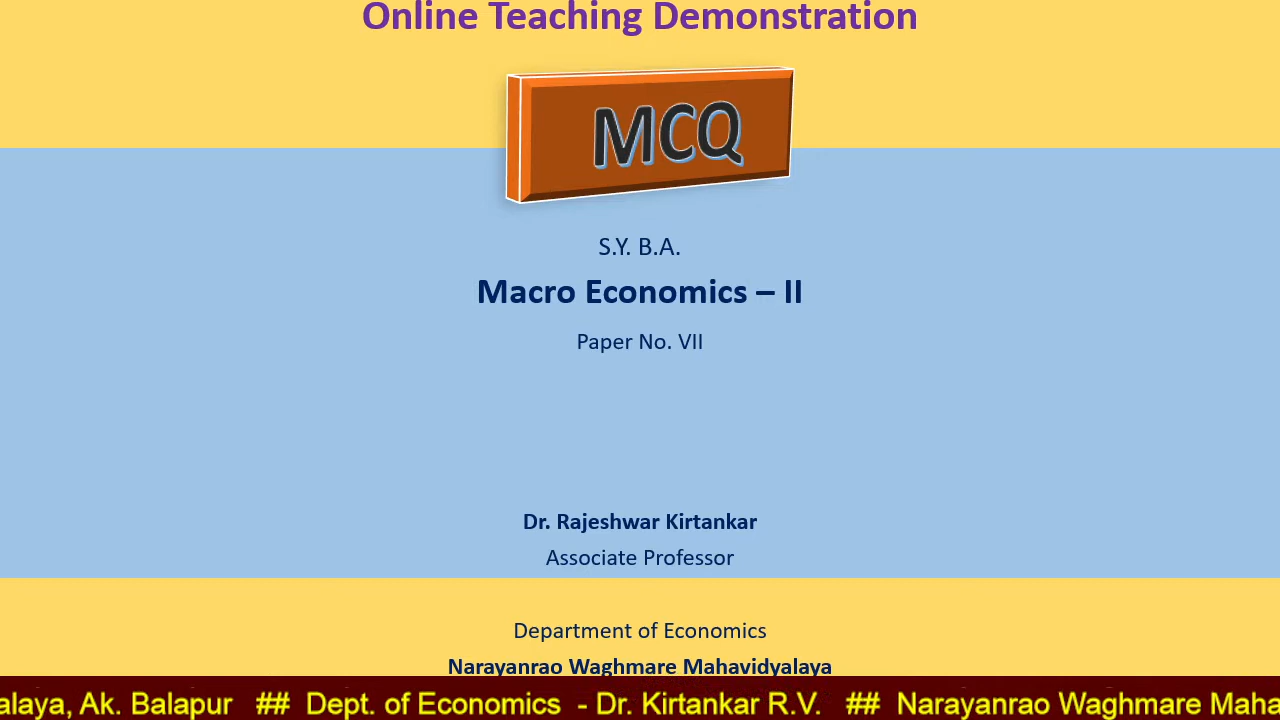 Online Teaching Demonstration
MCQ
S.Y. B.A.
Macro Economics – II
Paper No. VII
Dr. Rajeshwar Kirtankar
Associate Professor
Department of Economics
Narayanrao Waghmare Mahavidyalaya
alaya, Ak. Balapur ## Dept. of Economics - Dr. Kirtankar R.V. ## Narayanrao Waghmare Maha